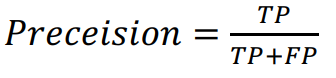 Preceision = TP / TP+FP